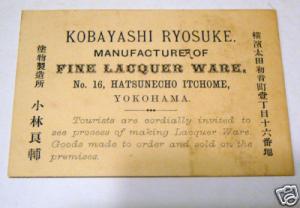 KOBAYASHI RYOSUKE.
MANUFACTURER OF
FINE LACQUER WARE,
No. 16, HATSUNECHO ITCHOME,
YOKOHAMA.
Tourists are cordially invited to
see process of making Lacquer Ware.
Goods made to order and sold on the
premises.
横濱太田初音町壹丁目十六番地
塗物製造所
小林良輔